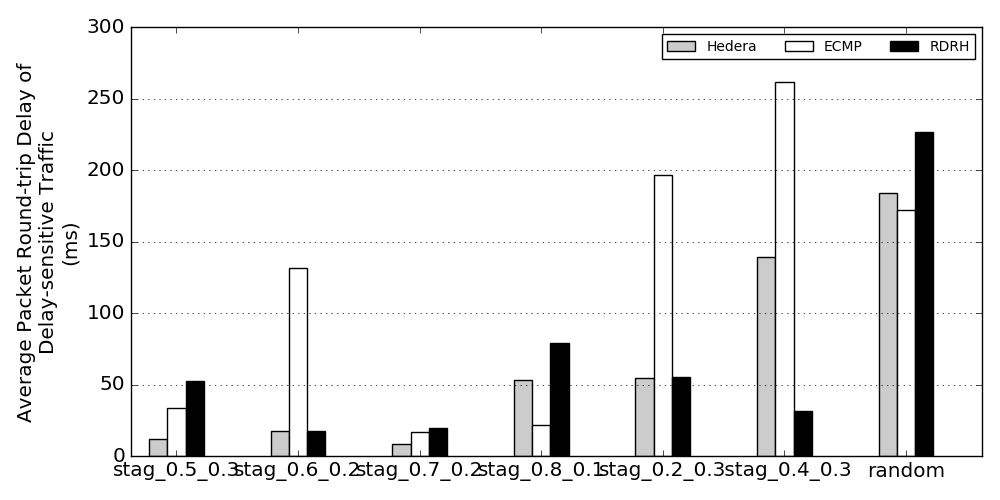 300
Hedera ECMP RDRH
250
200
150
100
50
0
Average Packet Round-trip Delay of
Delay-sensitive Traffic
(ms)
stag_0.5_0.3 stag_0.6_0.2 stag_0.7_0.2 stag_0.8_0.1 stag_0.2_0.3 stag_0.4_0.3 random